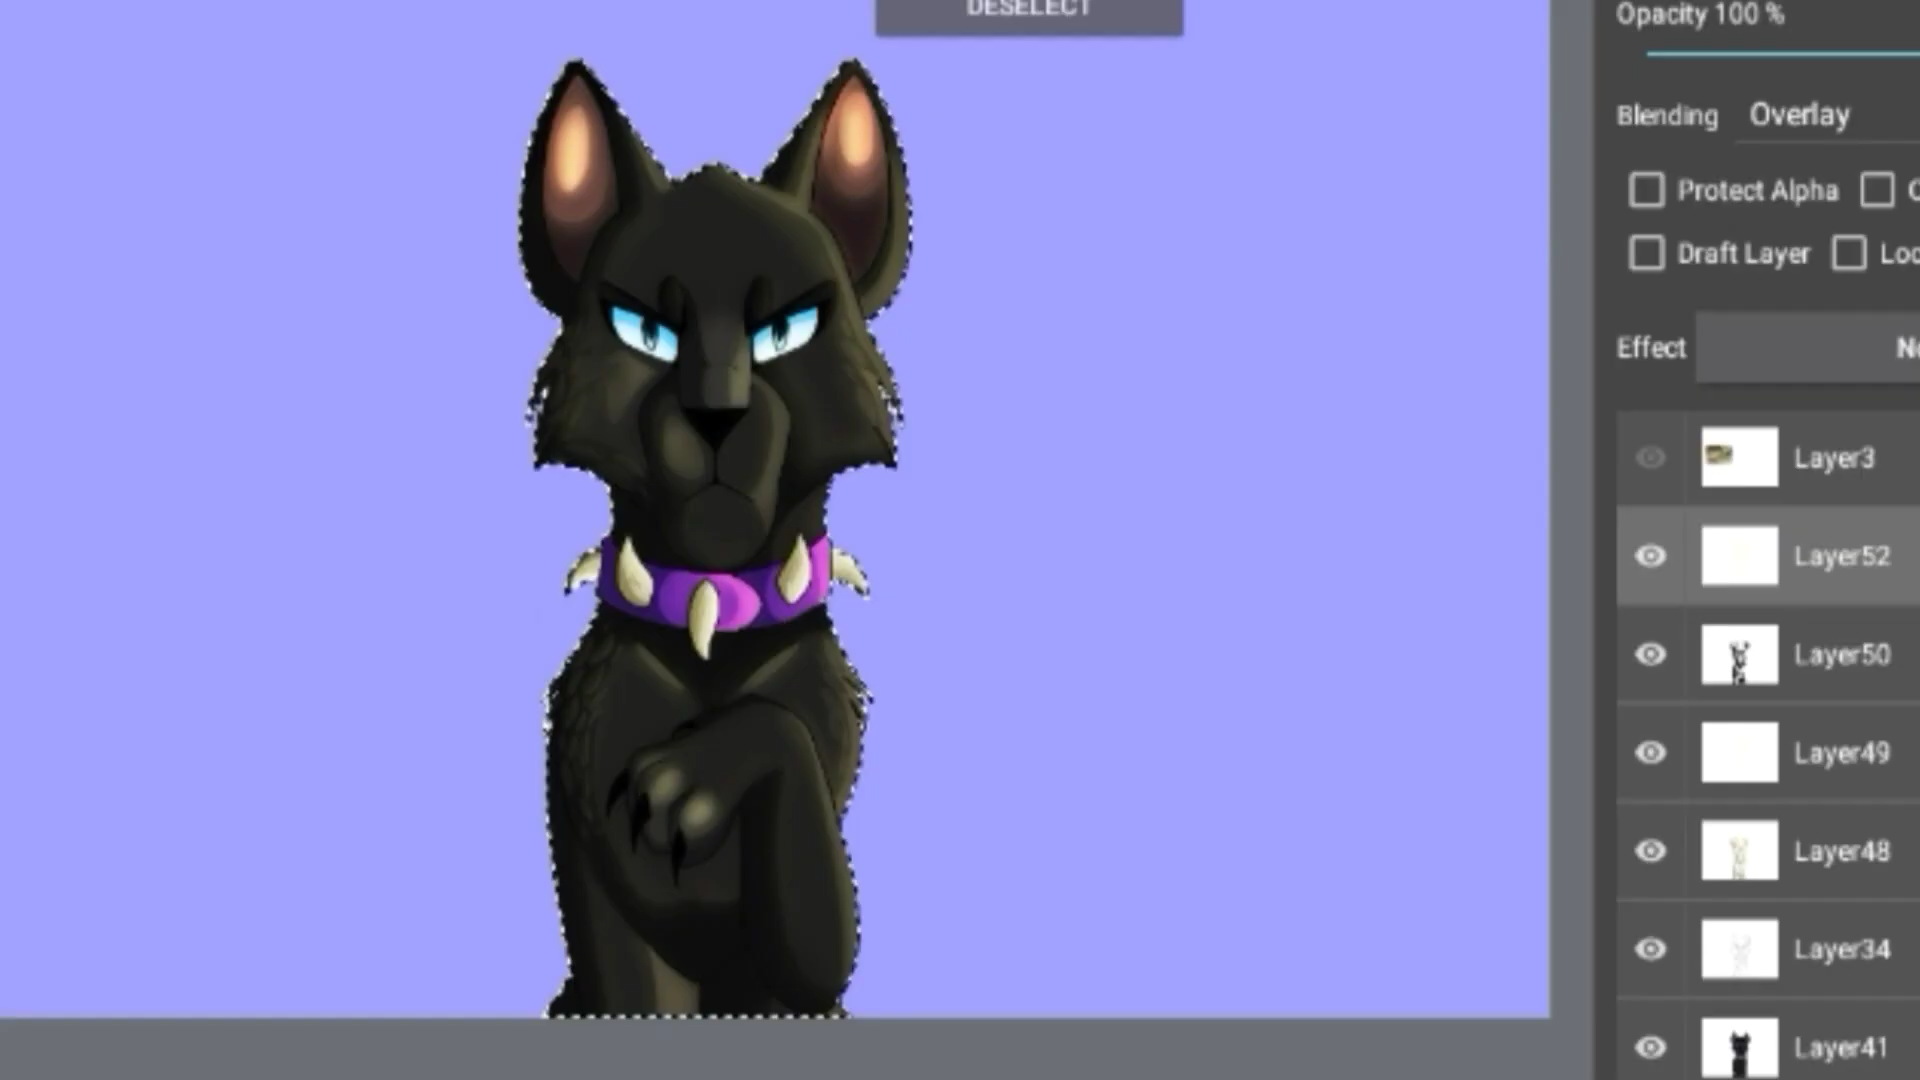 DESELECT
Opacity 100 %
Blending Overlay
Protect Alpha
Draft Layer
Effect
Layer3
Layer52
Layer50
Layer49
Layer48
Layer34
Layer41